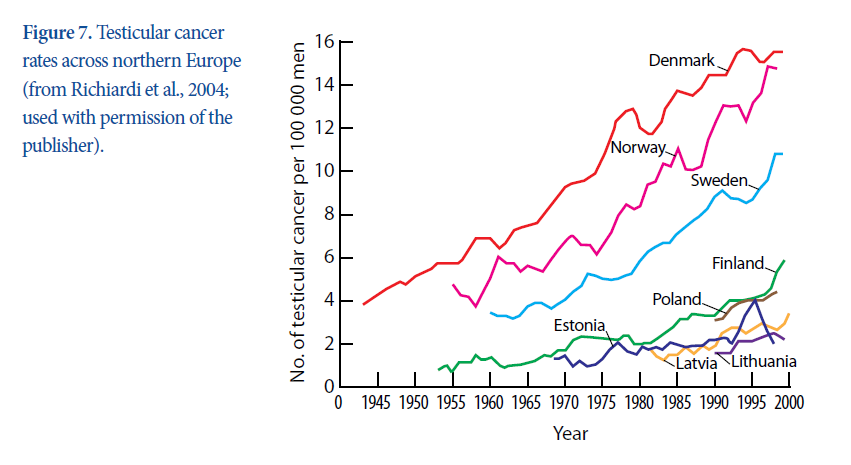 Figure 7. Testicular cancer
rates across northern Europe
(from Richiardi et al., 2004;
used with permission of the
publisher).
No. of testicular cancer per 100 000 men
16
14
12
10
8
6
4
2
0
Denmark
Norway
Sweden
Finland
Poland
Estonia
Latvia
Lithuania
0 1945 1950 1955 1960 1965 1970 1975 1980 1985 1990 1995 2000
Year